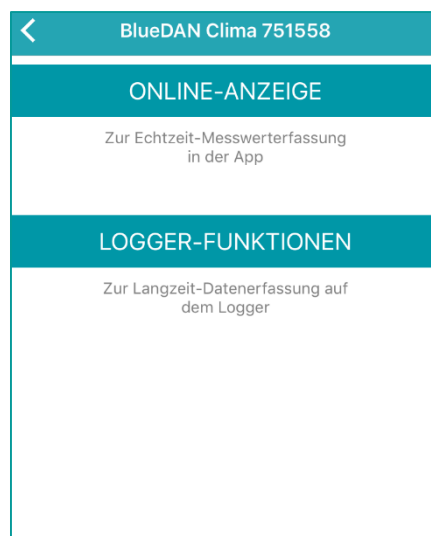 BlueDAN Clima 751558
ONLINE-ANZEIGE
Zur Echtzeit-Messwerterfassung
in der App
LOGGER-FUNKTIONEN
Zur Langzeit-Datenerfassung auf
dem Logger